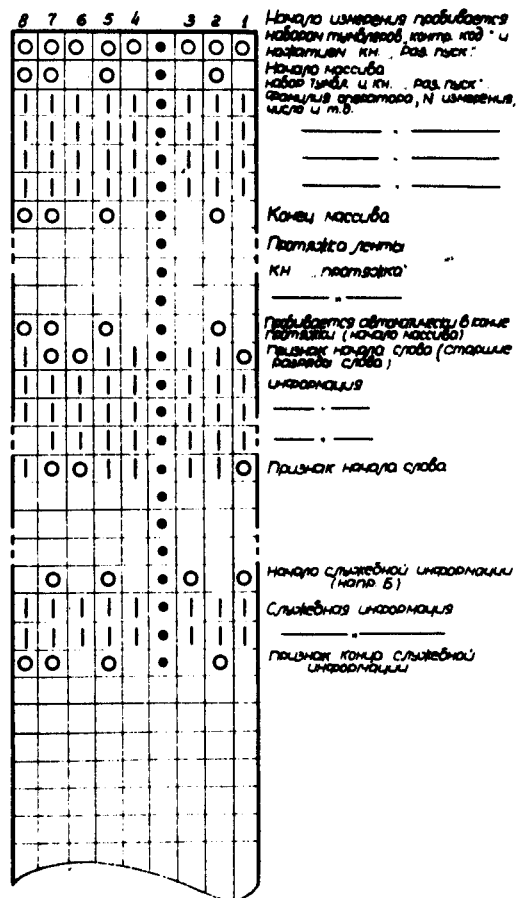 8 7 6 5 4 3 2 1
Начало измерения пробивается
набором тумблеров „контр. код" и
нажатием кн. „Раз. пуск".
Начало массива
набор тумбл. и кн. „Раз. пуск".
Фамилия оператора, N измерения,
число и т.д.
"
"
"
Конец массива
Протяжка ленты
кн „протяжка"
"
Пробивается автоматически в конце
протяжки (начало массива)
Признак начала слова (старшие
разряды слова)
информация
"
"
Признак начала слова
Начало служебной информации
(напр Б)
Служебная информация
"
Признак конца служебной
информации